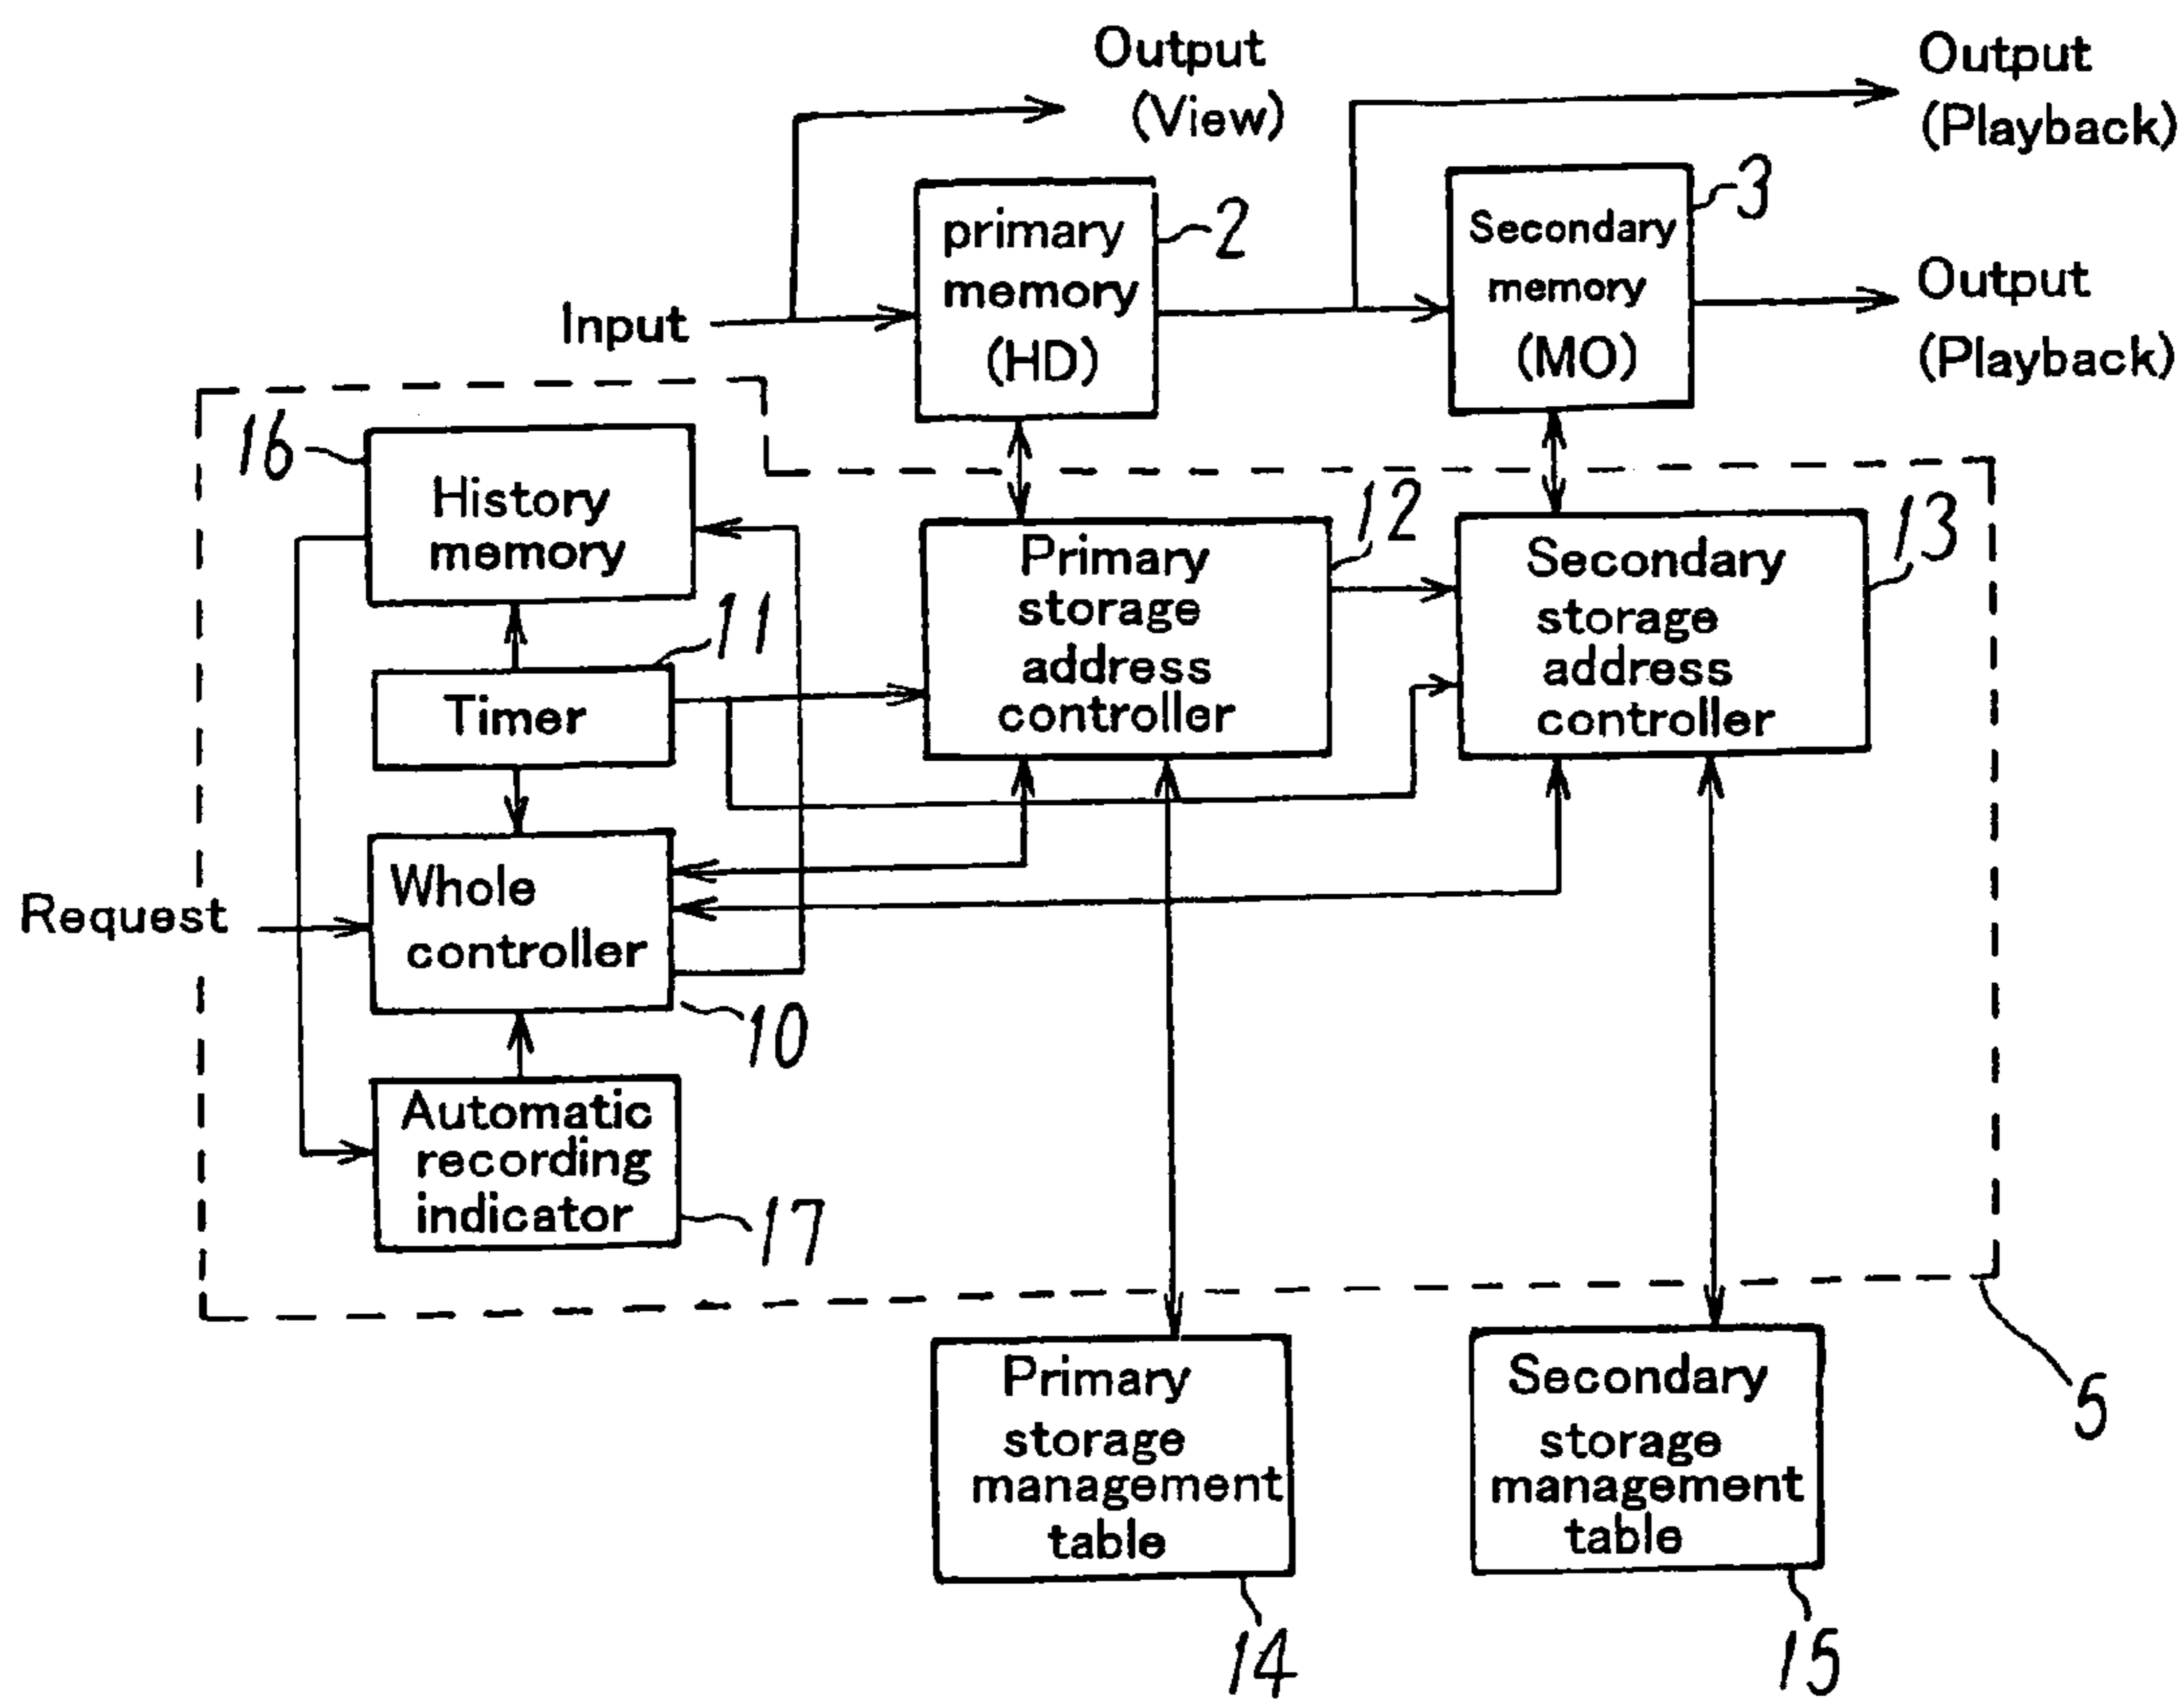 Output
(View)
Output
(Playback)
primary
memory
(HD)
2
Secondary
memory
(MO)
3
Input
Output
(Playback)
16
History
memory
11
Timer
Primary
storage
address
controller
12
Secondary
storage
address
controller
13
Request
Whole
controller
10
Automatic
recording
indicator
17
Primary
storage
management
table
14
Secondary
storage
management
table
15
5